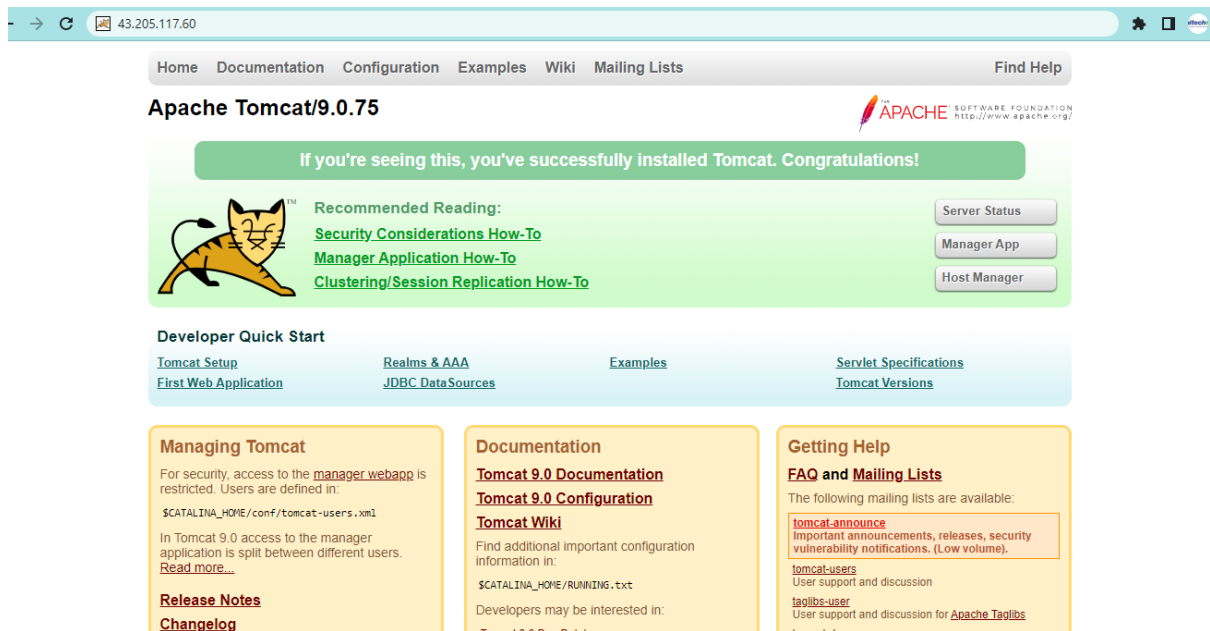 43.205.117.60
Home Documentation Configuration Examples Wiki Mailing Lists Find Help
Apache Tomcat/9.0.75
THE
APACHE SOFTWARE FOUNDATION
http://www.apache.org/
If you're seeing this, you've successfully installed Tomcat. Congratulations!
TM
Recommended Reading:
Security Considerations How-To
Manager Application How-To
Clustering/Session Replication How-To
Server Status
Manager App
Host Manager
Developer Quick Start
Tomcat Setup
First Web Application
Realms & AAA
JDBC DataSources
Examples
Servlet Specifications
Tomcat Versions
Managing Tomcat
For security, access to the manager webapp is
restricted. Users are defined in:
$CATALINA_HOME/conf/tomcat-users.xml
In Tomcat 9.0 access to the manager
application is split between different users.
Read more...
Release Notes
Changelog
Documentation
Tomcat 9.0 Documentation
Tomcat 9.0 Configuration
Tomcat Wiki
Find additional important configuration
information in:
$CATALINA_HOME/RUNNING.txt
Developers may be interested in:
Getting Help
FAQ and Mailing Lists
The following mailing lists are available:
tomcat-announce
Important announcements, releases, security
vulnerability notifications. (Low volume).
tomcat-users
User support and discussion
taglibs-user
User support and discussion for Apache Taglibs